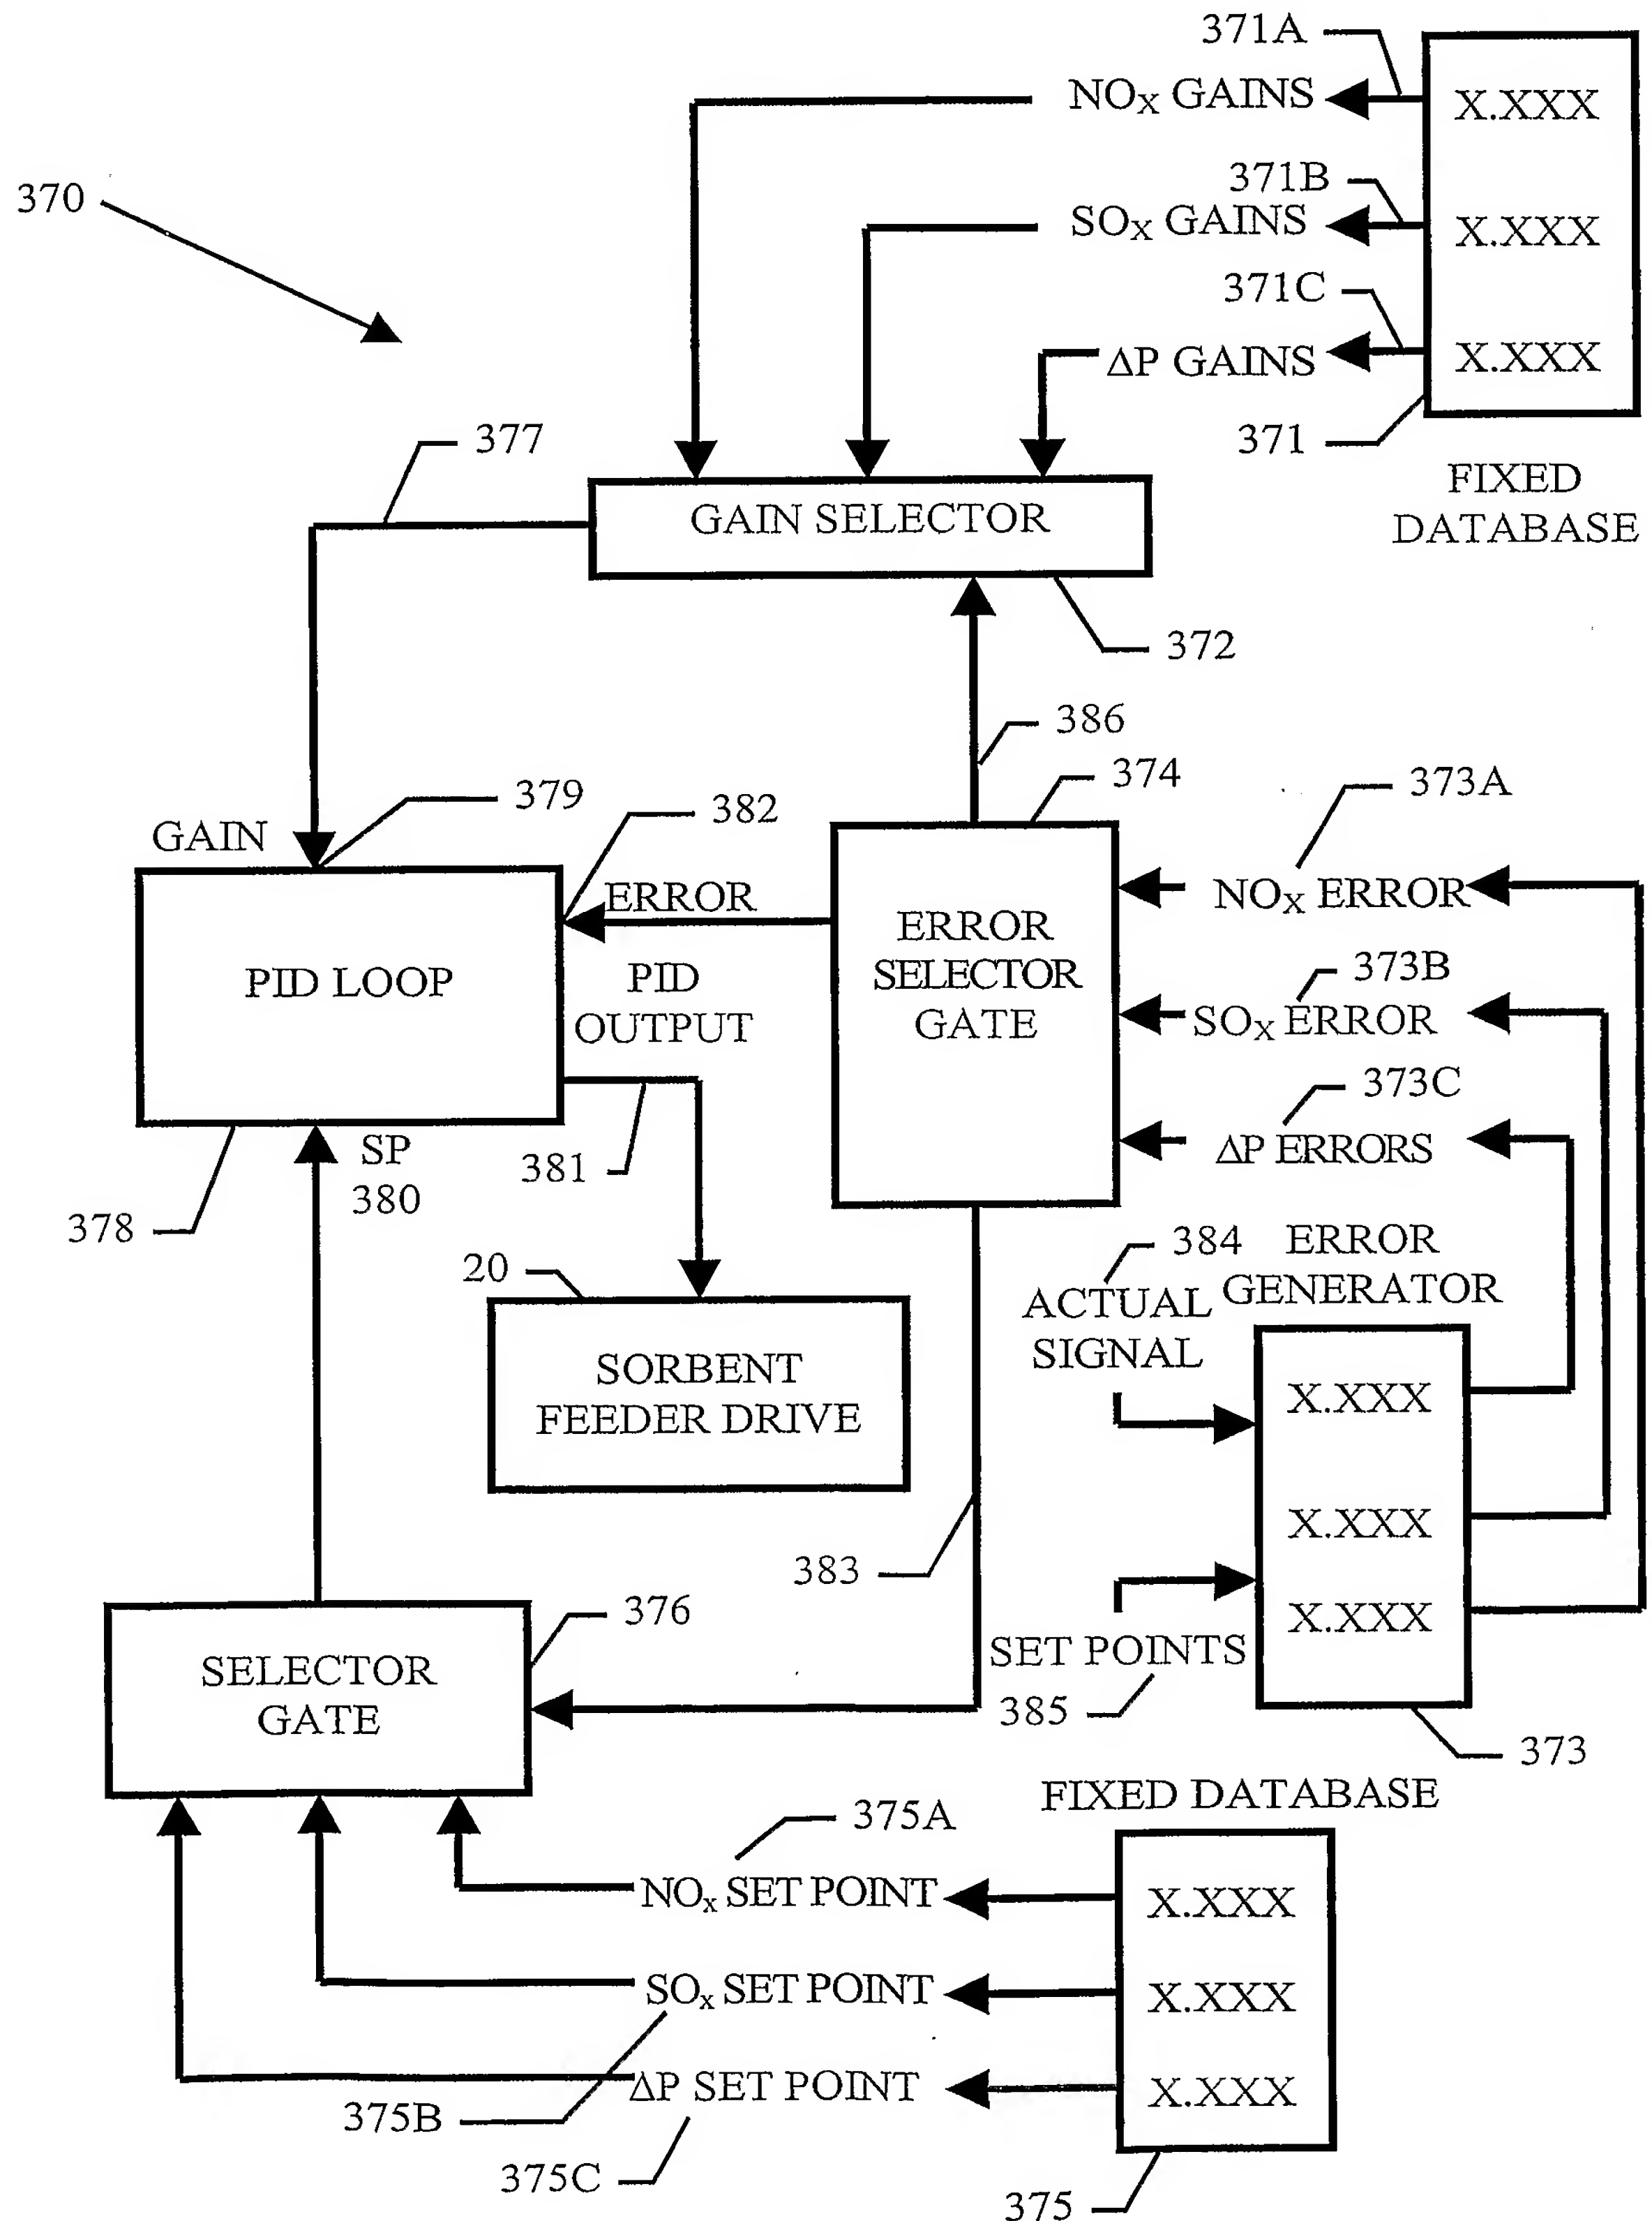 371A
NOX GAINS
X.XXX
370
371B
SOX GAINS
X.XXX
371C
ΔP GAINS
X.XXX
377
371
FIXED
DATABASE
GAIN SELECTOR
372
386
374
373A
379
382
GAIN
ERROR
NOX ERROR
PID LOOP
PID
OUTPUT
ERROR
SELECTOR
GATE
373B
SOX ERROR
373C
ΔP ERRORS
SP
380
381
378
20
384
ERROR
GENERATOR
ACTUAL
SIGNAL
SORBENT
FEEDER DRIVE
X.XXX
X.XXX
X.XXX
383
376
SET POINTS
385
SELECTOR
GATE
373
FIXED DATABASE
375A
NOx SET POINT
X.XXX
SOx SET POINT
X.XXX
ΔP SET POINT
X.XXX
375B
375C
375